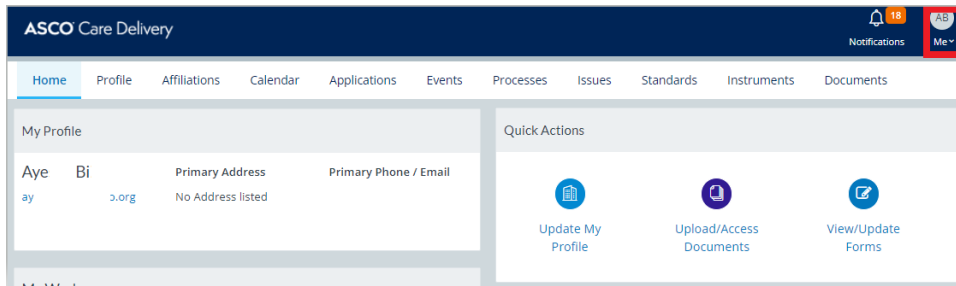 ASCO® Care Delivery
18
Notifications
AB
Me
Home Profile Affiliations Calendar Applications Events Processes Issues Standards Instruments Documents
My Profile
Aye Bi
Primary Address
Primary Phone / Email
ay .org
No Address listed
Quick Actions
Update My
Profile
Upload/Access
Documents
View/Update
Forms